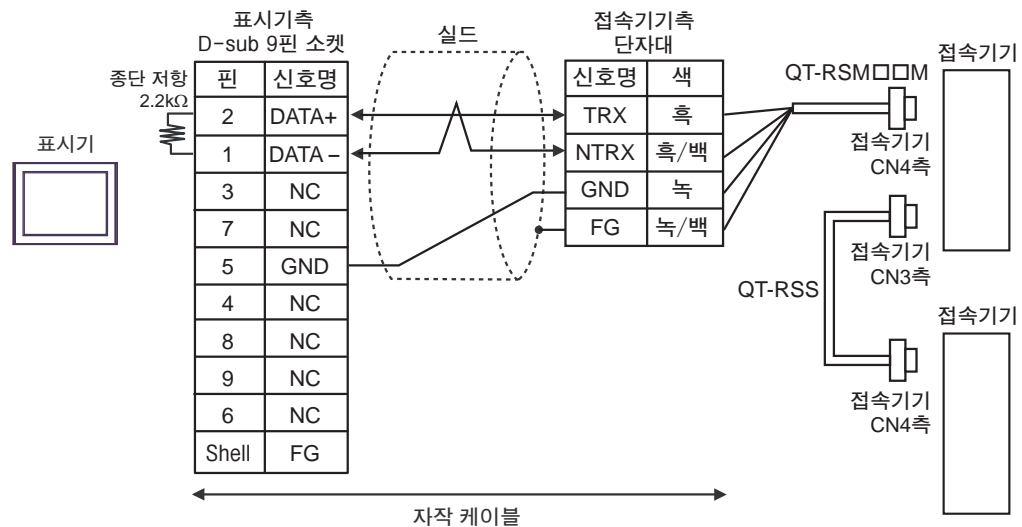 표시기측
D-sub 9핀 소켓
실드
접속기기측
단자대
접속기기
종단 저항
2.2kΩ
핀 신호명
신호명 색
QT-RSM□□M
2 DATA+
TRX 흑
표시기
1 DATA−
NTRX 흑/백
접속기기
CN4측
3 NC
GND 녹
7 NC
FG 녹/백
5 GND
접속기기
CN3측
QT-RSS
4 NC
접속기기
8 NC
9 NC
접속기기
CN4측
6 NC
Shell FG
자작 케이블